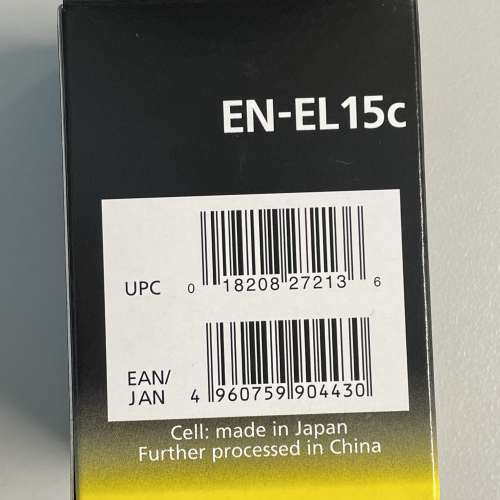 EN-EL15c
UPC 0 18208 27213 6
EAN/
JAN 4 960759 904430
Cell: made in Japan
Further processed in China